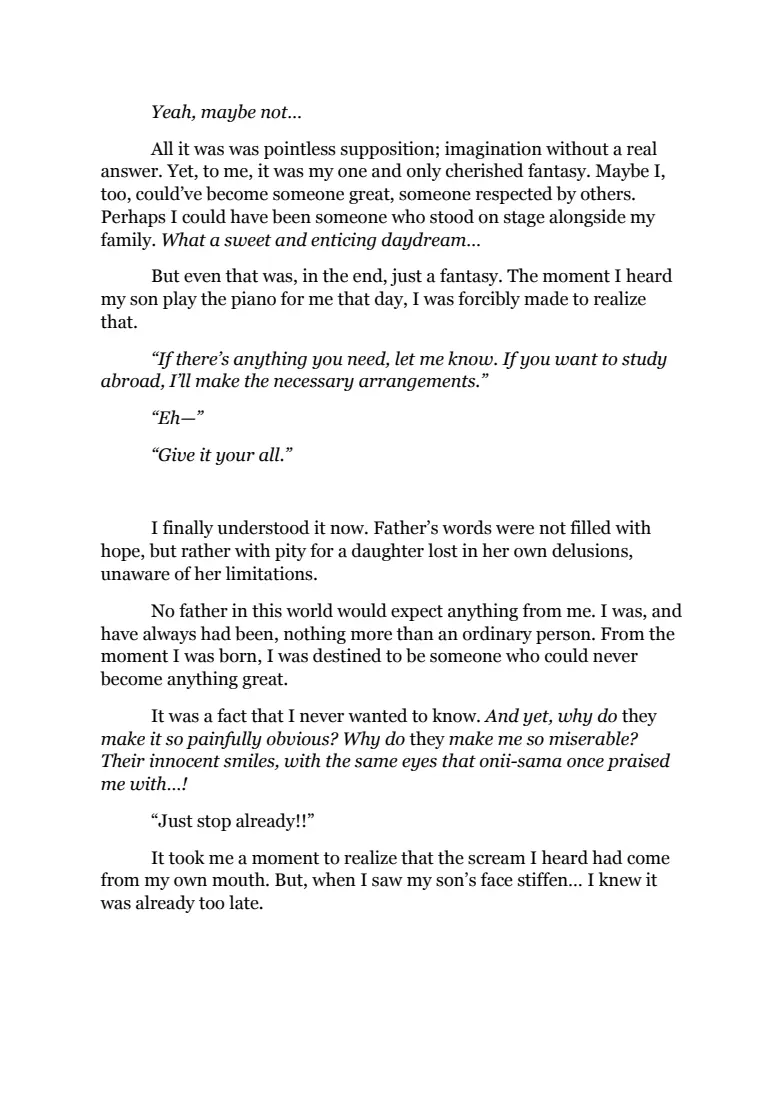 Yeah, maybe not…
All it was was pointless supposition; imagination without a real
answer. Yet, to me, it was my one and only cherished fantasy. Maybe I,
too, could’ve become someone great, someone respected by others.
Perhaps I could have been someone who stood on stage alongside my
family. What a sweet and enticing daydream…
But even that was, in the end, just a fantasy. The moment I heard
my son play the piano for me that day, I was forcibly made to realize
that.
“If there’s anything you need, let me know. If you want to study
abroad, I’ll make the necessary arrangements.”
“Eh—”
“Give it your all.”
I finally understood it now. Father’s words were not filled with
hope, but rather with pity for a daughter lost in her own delusions,
unaware of her limitations.
No father in this world would expect anything from me. I was, and
have always had been, nothing more than an ordinary person. From the
moment I was born, I was destined to be someone who could never
become anything great.
It was a fact that I never wanted to know. And yet, why do they
make it so painfully obvious? Why do they make me so miserable?
Their innocent smiles, with the same eyes that onii-sama once praised
me with…!
“Just stop already!!”
It took me a moment to realize that the scream I heard had come
from my own mouth. But, when I saw my son’s face stiffen… I knew it
was already too late.